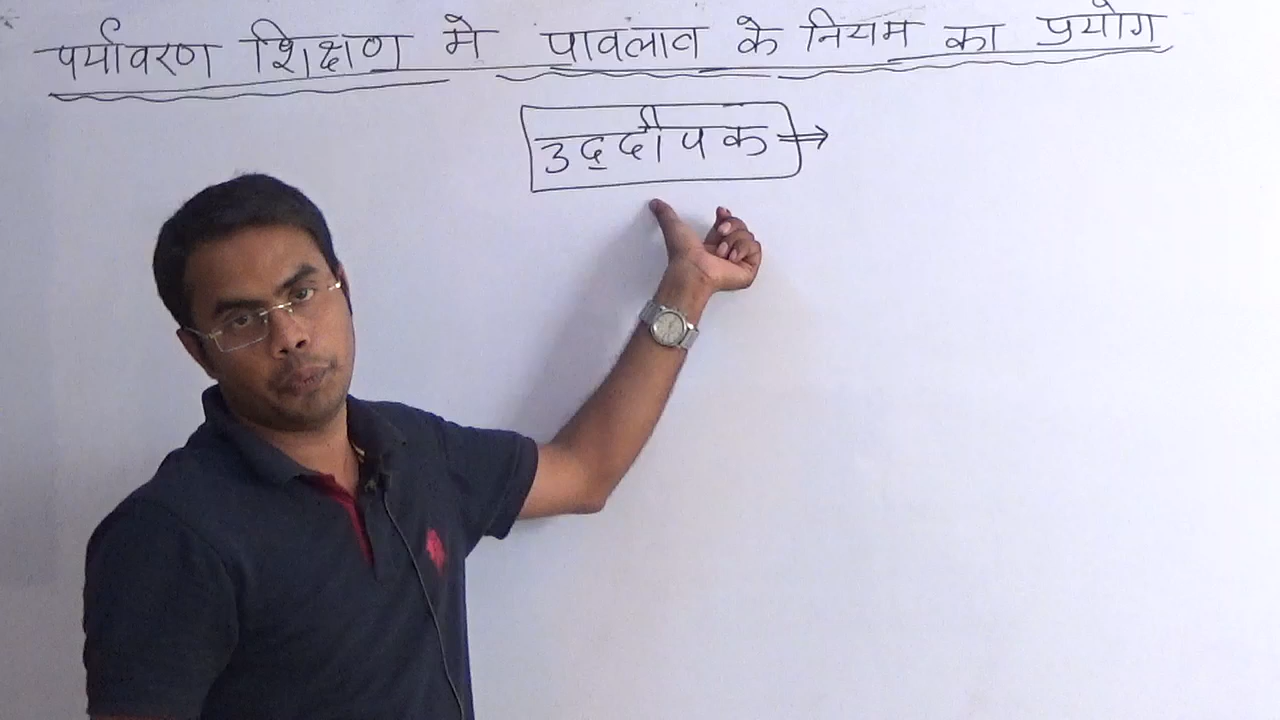 पर्यावरण शिक्षण मे पावलाव के नियम का प्रयोग
उद्दीपक →